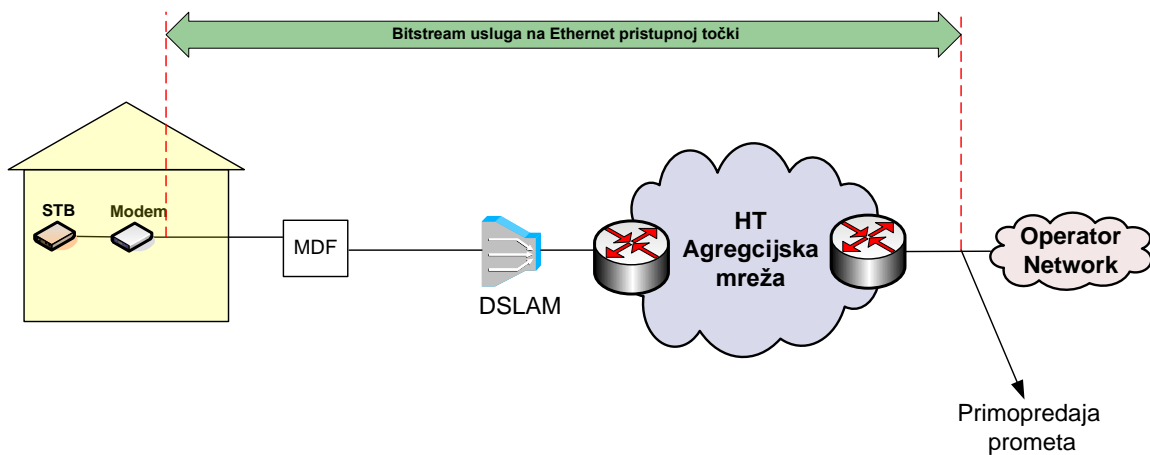 Bitstream usluga na Ethernet pristupnoj točki
STB
Modem
MDF
DSLAM
HT
Agregcijska
mreža
Operator
Network
Primopredaja
prometa